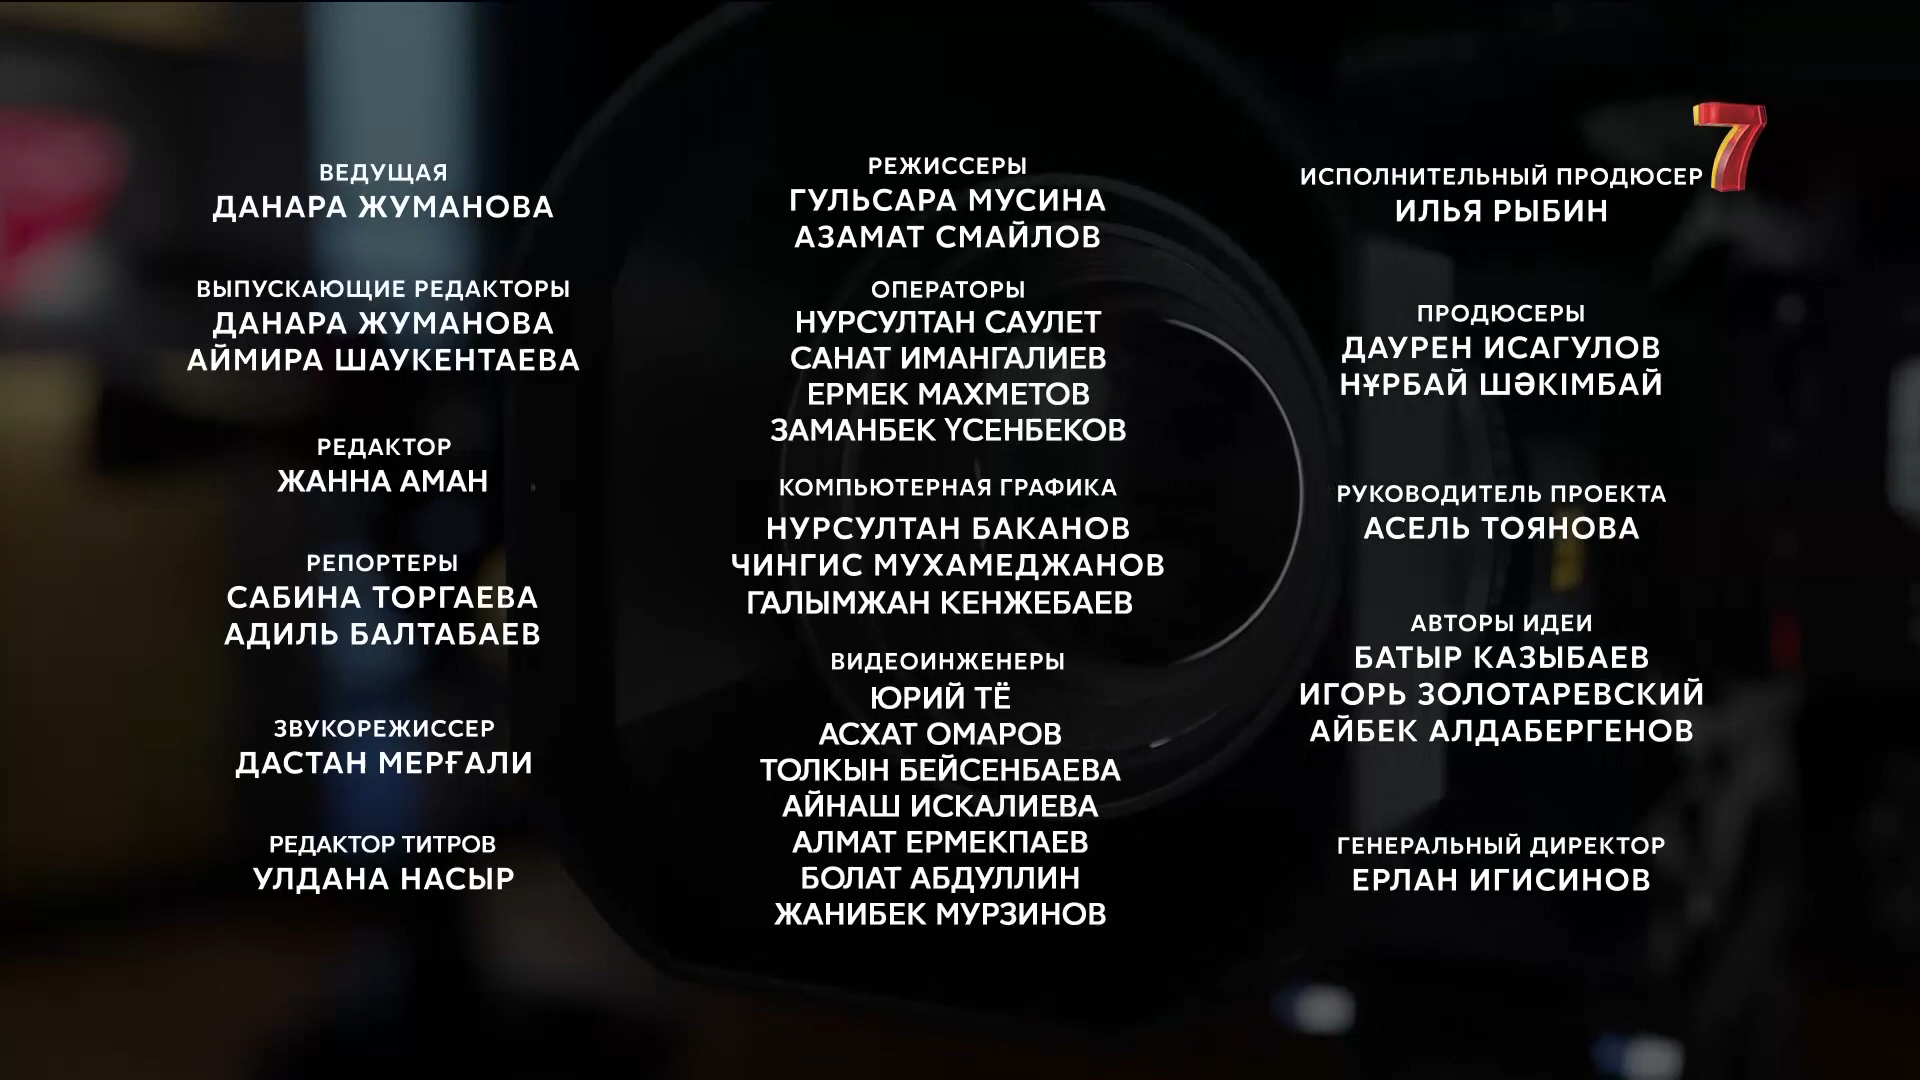 ВЕДУЩАЯ
ДАНАРА ЖУМАНОВА
ВЫПУСКАЮЩИЕ РЕДАКТОРЫ
ДАНАРА ЖУМАНОВА
АЙМИРА ШАУКЕНТАЕВА
РЕДАКТОР
ЖАННА АМАН
РЕПОРТЕРЫ
САБИНА ТОРГАЕВА
АДИЛЬ БАЛТАБАЕВ
ЗВУКОРЕЖИССЕР
ДАСТАН МЕРҒАЛИ
РЕДАКТОР ТИТРОВ
УЛДАНА НАСЫР
РЕЖИССЕРЫ
ГУЛЬСАРА МУСИНА
АЗАМАТ СМАЙЛОВ
ОПЕРАТОРЫ
НУРСУЛТАН САУЛЕТ
САНАТ ИМАНГАЛИЕВ
ЕРМЕК МАХМЕТОВ
ЗАМАНБЕК ҮСЕНБЕКОВ
КОМПЬЮТЕРНАЯ ГРАФИКА
НУРСУЛТАН БАКАНОВ
ЧИНГИС МУХАМЕДЖАНОВ
ГАЛЫМЖАН КЕНЖЕБАЕВ
ВИДЕОИНЖЕНЕРЫ
ЮРИЙ ТЁ
АСХАТ ОМАРОВ
ТОЛКЫН БЕЙСЕНБАЕВА
АЙНАШ ИСКАЛИЕВА
АЛМАТ ЕРМЕКПАЕВ
БОЛАТ АБДУЛЛИН
ЖАНИБЕК МУРЗИНОВ
7
ИСПОЛНИТЕЛЬНЫЙ ПРОДЮСЕР
ИЛЬЯ РЫБИН
ПРОДЮСЕРЫ
ДАУРЕН ИСАГУЛОВ
НҰРБАЙ ШӘКІМБАЙ
РУКОВОДИТЕЛЬ ПРОЕКТА
АСЕЛЬ ТОЯНОВА
АВТОРЫ ИДЕИ
БАТЫР КАЗЫБАЕВ
ИГОРЬ ЗОЛОТАРЕВСКИЙ
АЙБЕК АЛДАБЕРГЕНОВ
ГЕНЕРАЛЬНЫЙ ДИРЕКТОР
ЕРЛАН ИГИСИНОВ